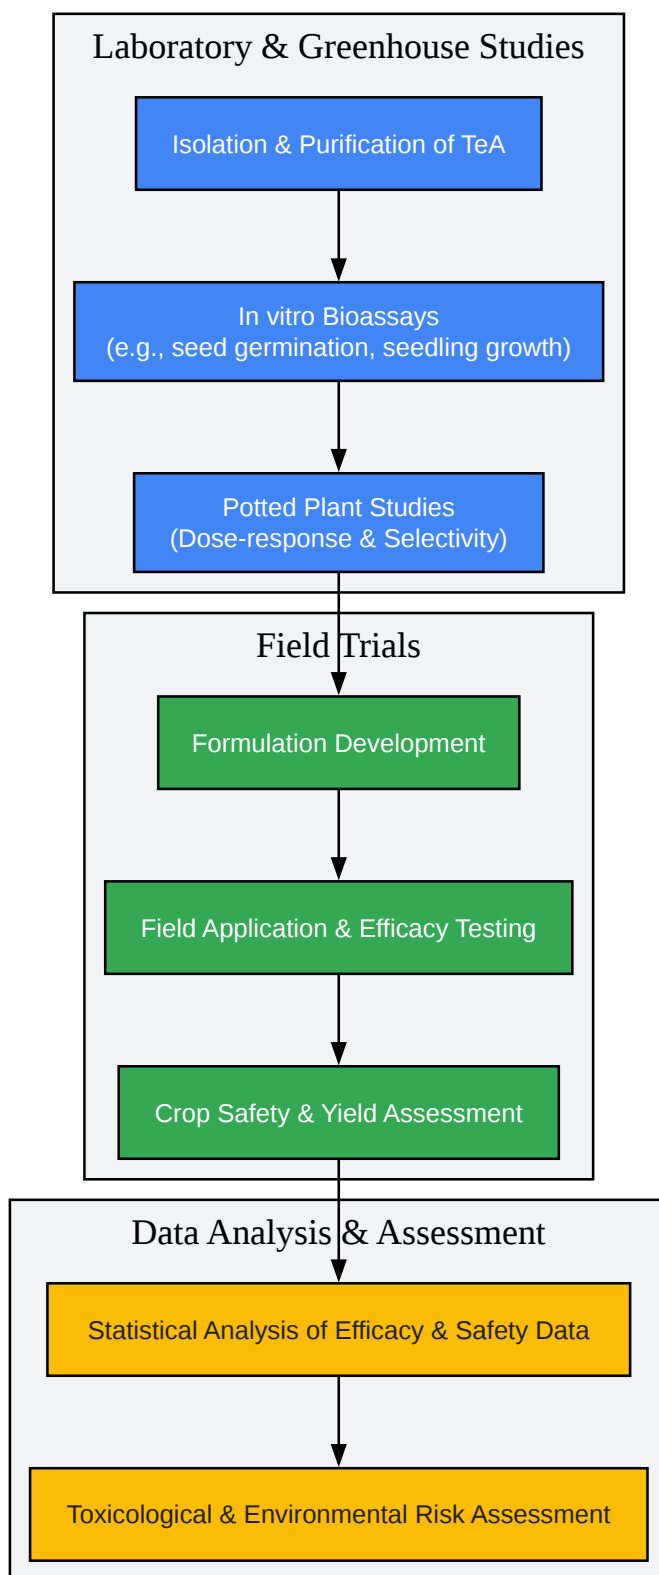 Laboratory & Greenhouse Studies
Isolation & Purification of TeA
In vitro Bioassays
(e.g., seed germination, seedling growth)
Potted Plant Studies
(Dose-response & Selectivity)
Field Trials
Formulation Development
Field Application & Efficacy Testing
Crop Safety & Yield Assessment
Data Analysis & Assessment
Statistical Analysis of Efficacy & Safety Data
Toxicological & Environmental Risk Assessment